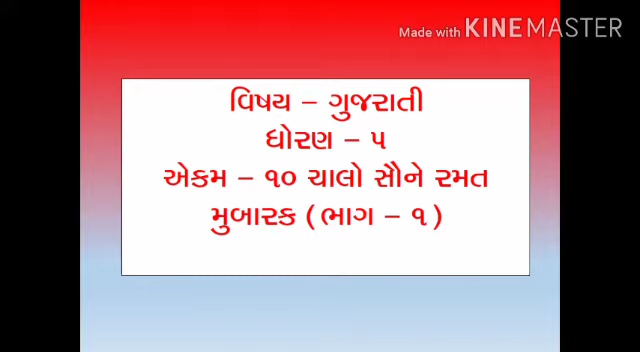 Made with KINEMASTER
વિષય – ગુજરાતી
ધોરણ – ૫
એકમ – ૧૦ ચાલો સૌને રમત
મુબારક (ભાગ – ૧)